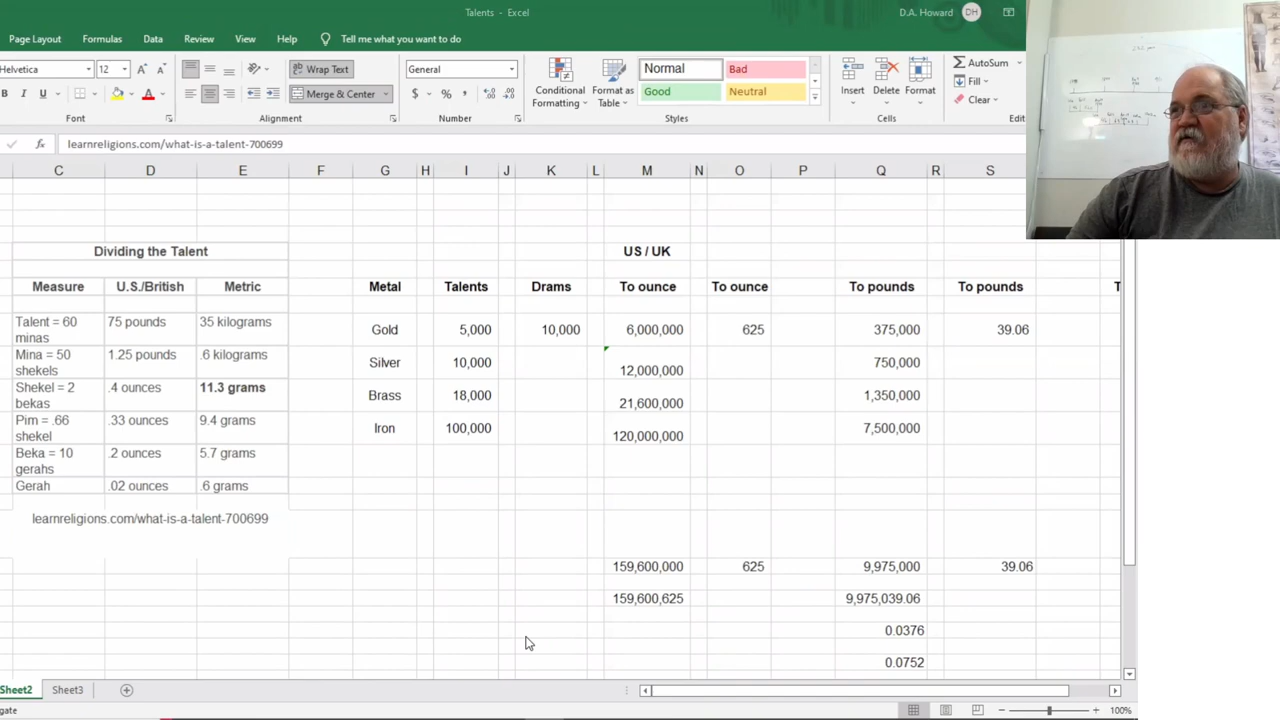 Talents - Excel
D.A. Howard DH
Page Layout Formulas Data Review View Help Tell me what you want to do
Helvetica 12 Wrap Text General Normal Bad AutoSum
B I U Merge & Center $ % Conditional Formatting Format as Table Good Neutral Insert Delete Format Fill Clear
Font Alignment Number Styles Cells
fx learnreligions.com/what-is-a-talent-700699
C D E F G H I J K L M N O P Q R S
Dividing the Talent US / UK
Measure U.S./British Metric Metal Talents Drams To ounce To ounce To pounds To pounds T
Talent = 60 minas 75 pounds 35 kilograms Gold 5,000 10,000 6,000,000 625 375,000 39.06
Mina = 50 shekels 1.25 pounds .6 kilograms Silver 10,000 12,000,000 750,000
Shekel = 2 bekas .4 ounces 11.3 grams Brass 18,000 21,600,000 1,350,000
Pim = .66 shekel .33 ounces 9.4 grams Iron 100,000 120,000,000 7,500,000
Beka = 10 gerahs .2 ounces 5.7 grams
Gerah .02 ounces .6 grams
learnreligions.com/what-is-a-talent-700699
159,600,000 625 9,975,000 39.06
159,600,625 9,975,039.06
0.0376
0.0752
Sheet2 Sheet3
gate 100%